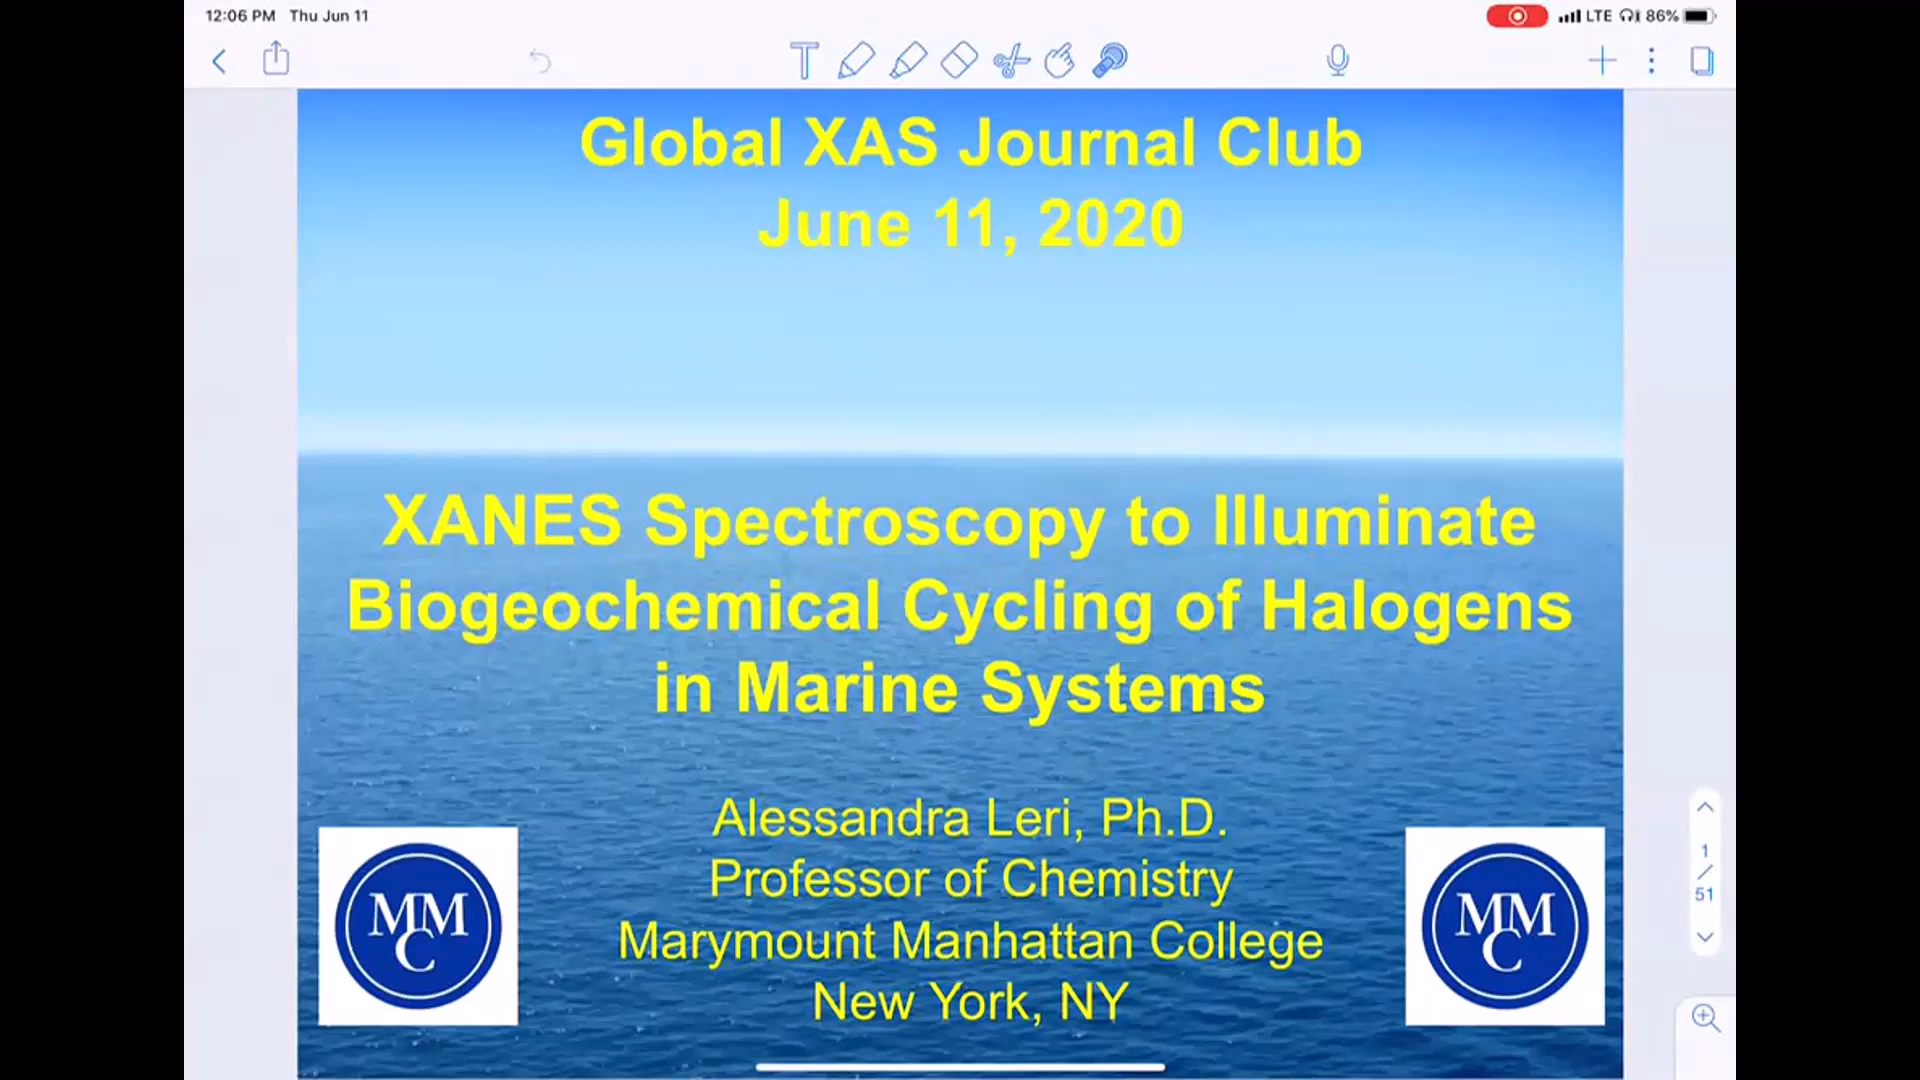 12:06 PM Thu Jun 11
LTE 86%
Global XAS Journal Club
June 11, 2020
XANES Spectroscopy to Illuminate
Biogeochemical Cycling of Halogens
in Marine Systems
Alessandra Leri, Ph.D.
Professor of Chemistry
Marymount Manhattan College
New York, NY
MMC
MMC
1
/
51